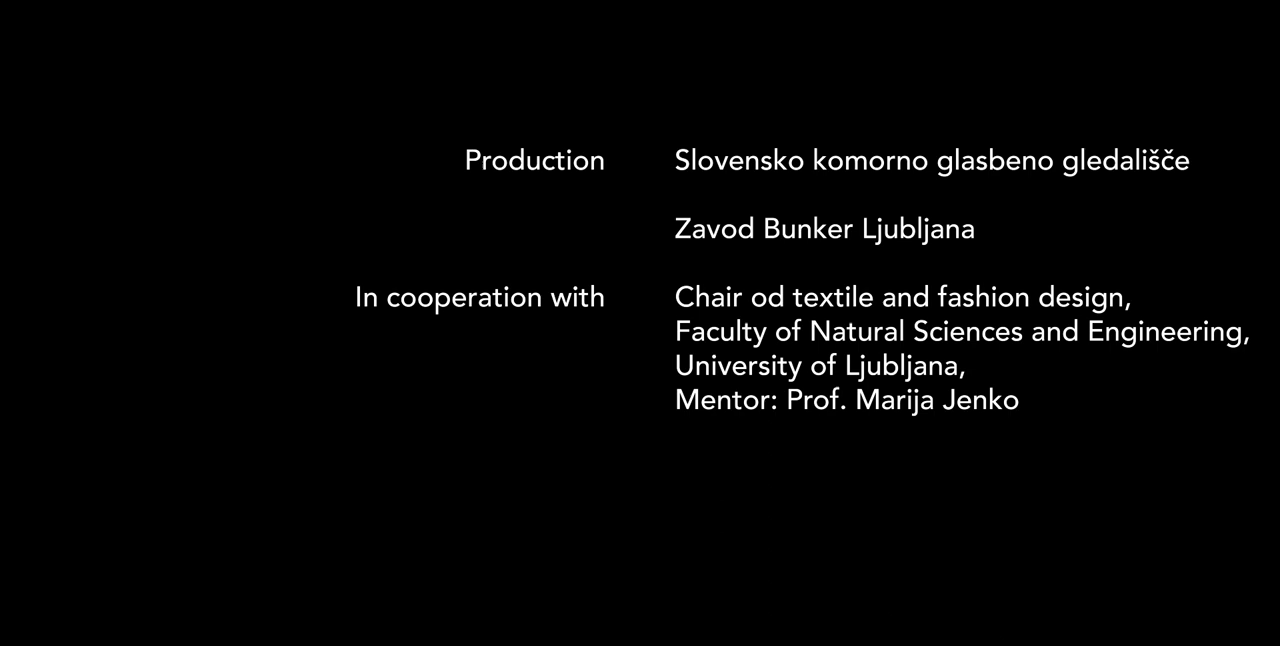 Production Slovensko komorno glasbeno gledališče
Zavod Bunker Ljubljana
In cooperation with Chair od textile and fashion design,
Faculty of Natural Sciences and Engineering,
University of Ljubljana,
Mentor: Prof. Marija Jenko